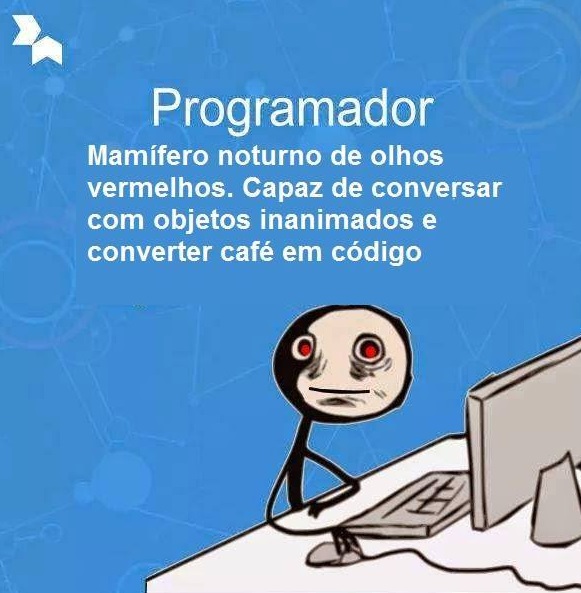 Programador
Mamífero noturno de olhos
vermelhos. Capaz de conversar
com objetos inanimados e
converter café em código